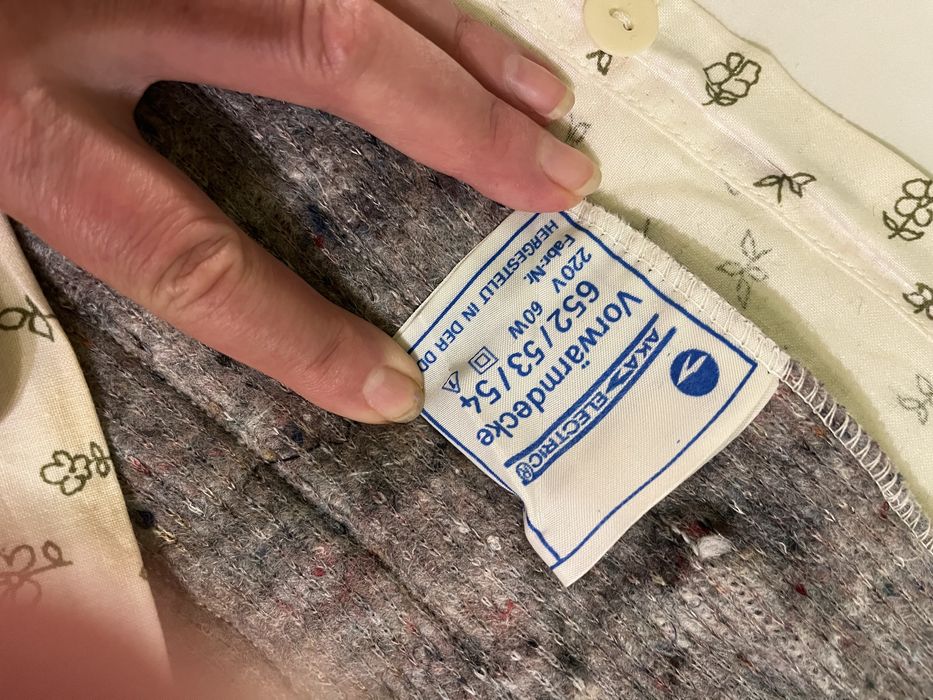 AKA ELECTRIC
Vorwärmdecke
652/53/54
220V 60W
Fabr.-Nr.
HERGESTELLT IN DER DD